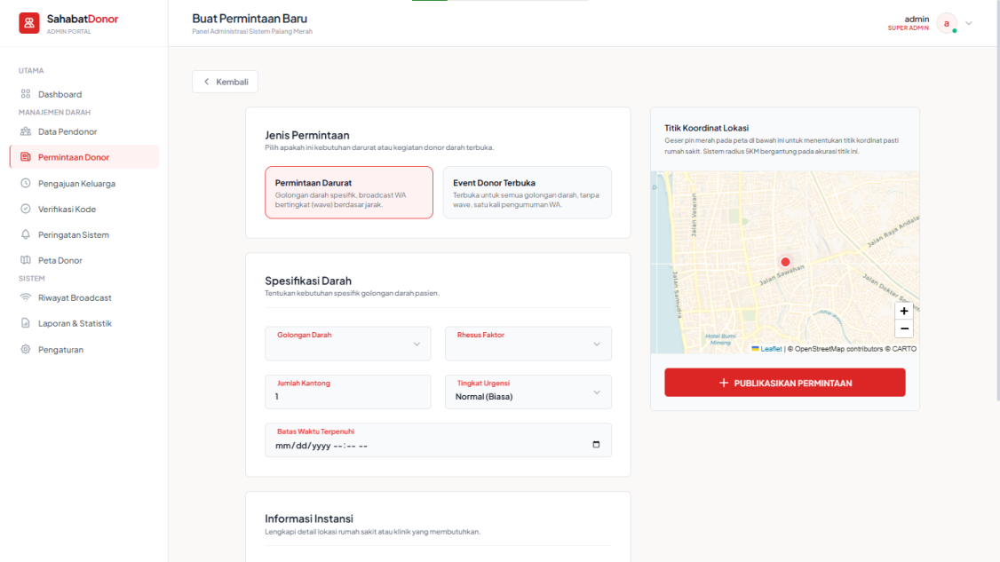 SahabatDonor
ADMIN PORTAL
UTAMA
Dashboard
MANAJEMEN DARAH
Data Pendonor
Permintaan Donor
Pengajuan Keluarga
Verifikasi Kode
Peringatan Sistem
Peta Donor
SISTEM
Riwayat Broadcast
Laporan & Statistik
Pengaturan
Buat Permintaan Baru
Panel Administrasi Sistem Palang Merah
admin
SUPER ADMIN
a
Kembali
Jenis Permintaan
Pilih apakah ini kebutuhan darurat atau kegiatan donor darah terbuka.
Permintaan Darurat
Golongan darah spesifik, broadcast WA
bertingkat (wave) berdasar jarak.
Event Donor Terbuka
Terbuka untuk semua golongan darah, tanpa
wave, satu kali pengumuman WA.
Spesifikasi Darah
Tentukan kebutuhan spesifik golongan darah pasien.
Golongan Darah
Rhesus Faktor
Jumlah Kantong
1
Tingkat Urgensi
Normal (Biasa)
Batas Waktu Terpenuhi
mm/dd/yyyy --:-- --
Informasi Instansi
Lengkapi detail lokasi rumah sakit atau klinik yang membutuhkan.
Titik Koordinat Lokasi
Geser pin merah pada peta di bawah ini untuk menentukan titik kordinat pasti
rumah sakit. Sistem radius 5KM bergantung pada akurasi titik ini.
Jalan Veteran
Jalan Raya Andala
Jalan Sawahan
Jalan Samudra
Jalan Dokter
Hotel Bumi
Minang
+
−
Leaflet | © OpenStreetMap contributors © CARTO
+ PUBLIKASIKAN PERMINTAAN